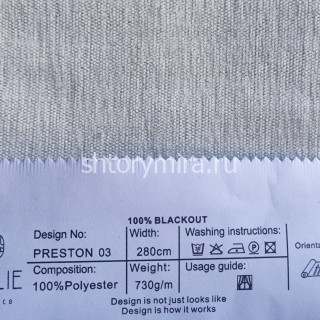 shtorymira.ru
100% BLACKOUT
Design No: Width: Washing instructions:
PRESTON 03 280cm
Composition: Weight: Usage guide:
100%Polyester 730g/m
Design is not just looks like
Design is how it works